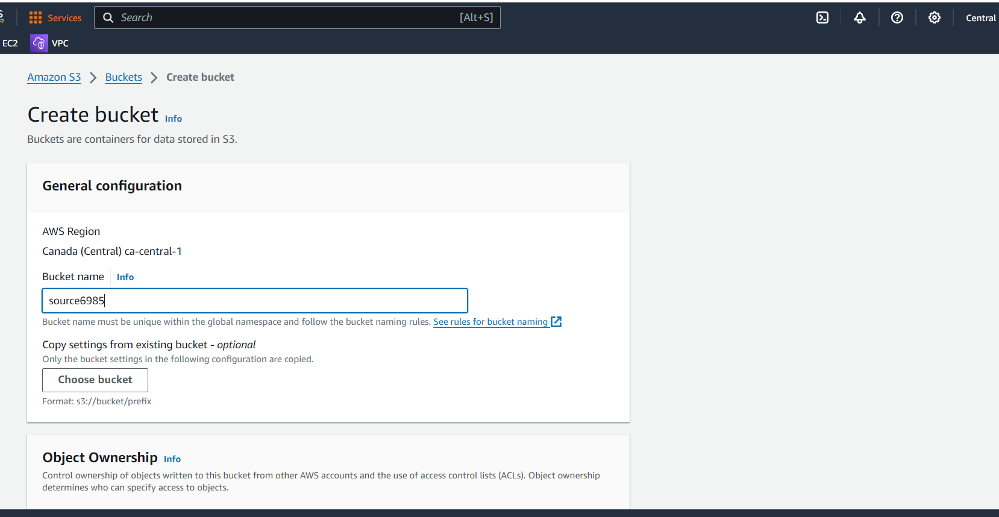 Services
Search [Alt+S]
Central
EC2 VPC
Amazon S3 Buckets Create bucket
Create bucket Info
Buckets are containers for data stored in S3.
General configuration
AWS Region
Canada (Central) ca-central-1
Bucket name Info
source6985
Bucket name must be unique within the global namespace and follow the bucket naming rules. See rules for bucket naming
Copy settings from existing bucket - optional
Only the bucket settings in the following configuration are copied.
Choose bucket
Format: s3://bucket/prefix
Object Ownership Info
Control ownership of objects written to this bucket from other AWS accounts and the use of access control lists (ACLs). Object ownership
determines who can specify access to objects.